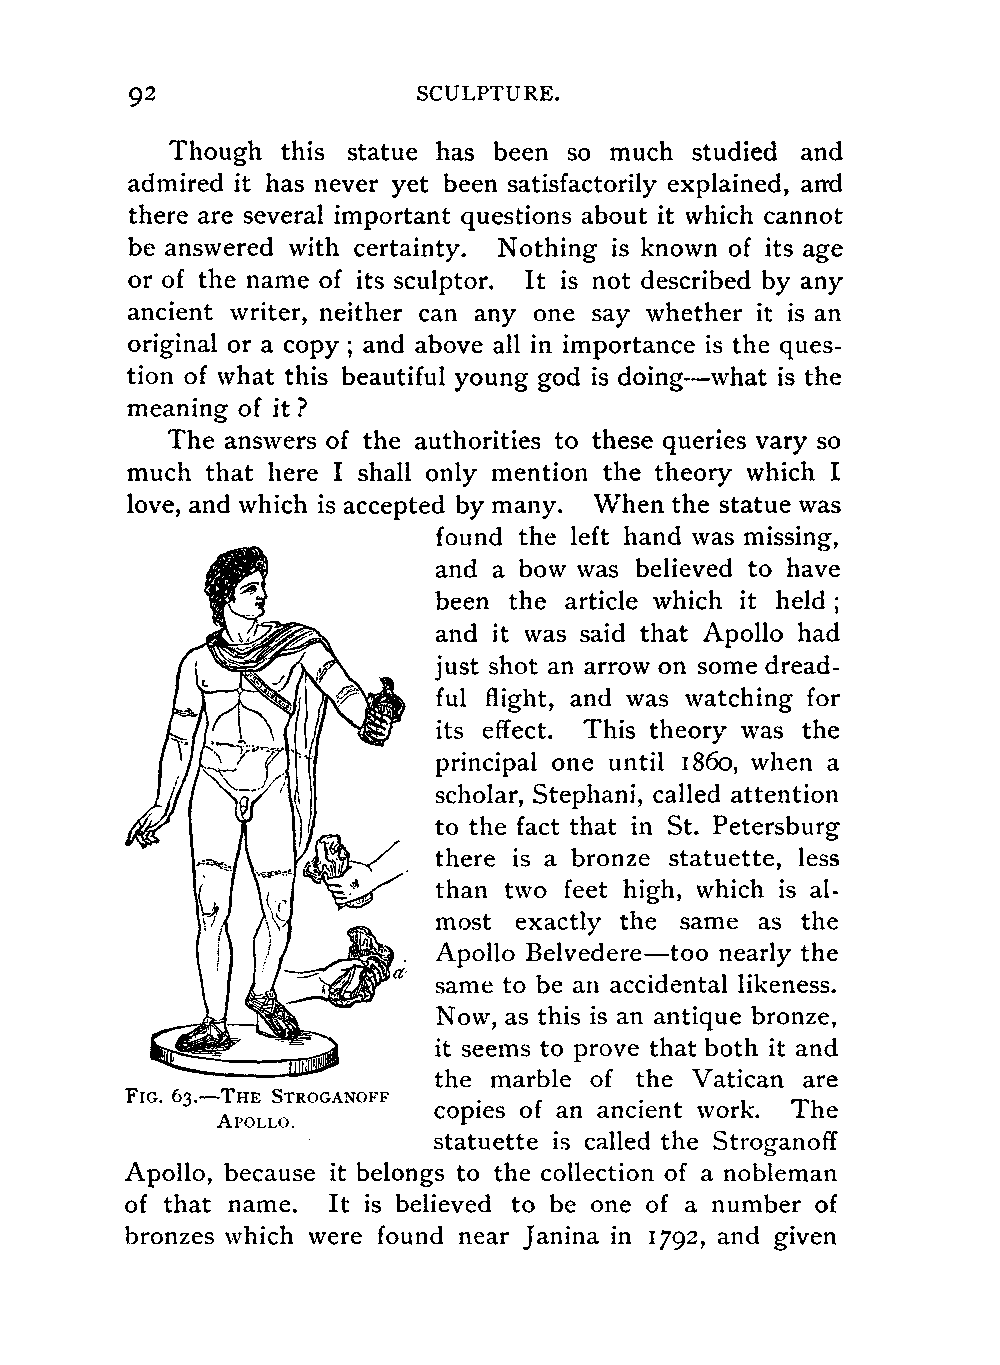 92 SCULPTURE.
Though this statue has been so much studied and
admired it has never yet been satisfactorily explained, and
there are several important questions about it which cannot
be answered with certainty. Nothing is known of its age
or of the name of its sculptor. It is not described by any
ancient writer, neither can any one say whether it is an
original or a copy ; and above all in importance is the ques-
tion of what this beautiful young god is doing—what is the
meaning of it ?
The answers of the authorities to these queries vary so
much that here I shall only mention the theory which I
love, and which is accepted by many. When the statue was
found the left hand was missing,
and a bow was believed to have
been the article which it held ;
and it was said that Apollo had
just shot an arrow on some dread-
ful flight, and was watching for
its effect. This theory was the
principal one until 1860, when a
scholar, Stephani, called attention
to the fact that in St. Petersburg
there is a bronze statuette, less
than two feet high, which is al-
most exactly the same as the
Apollo Belvedere—too nearly the
same to be an accidental likeness.
Now, as this is an antique bronze,
it seems to prove that both it and
the marble of the Vatican are
copies of an ancient work. The
statuette is called the Stroganoff
a
FIG. 63.—THE STROGANOFF
APOLLO.
Apollo, because it belongs to the collection of a nobleman
of that name. It is believed to be one of a number of
bronzes which were found near Janina in 1792, and given